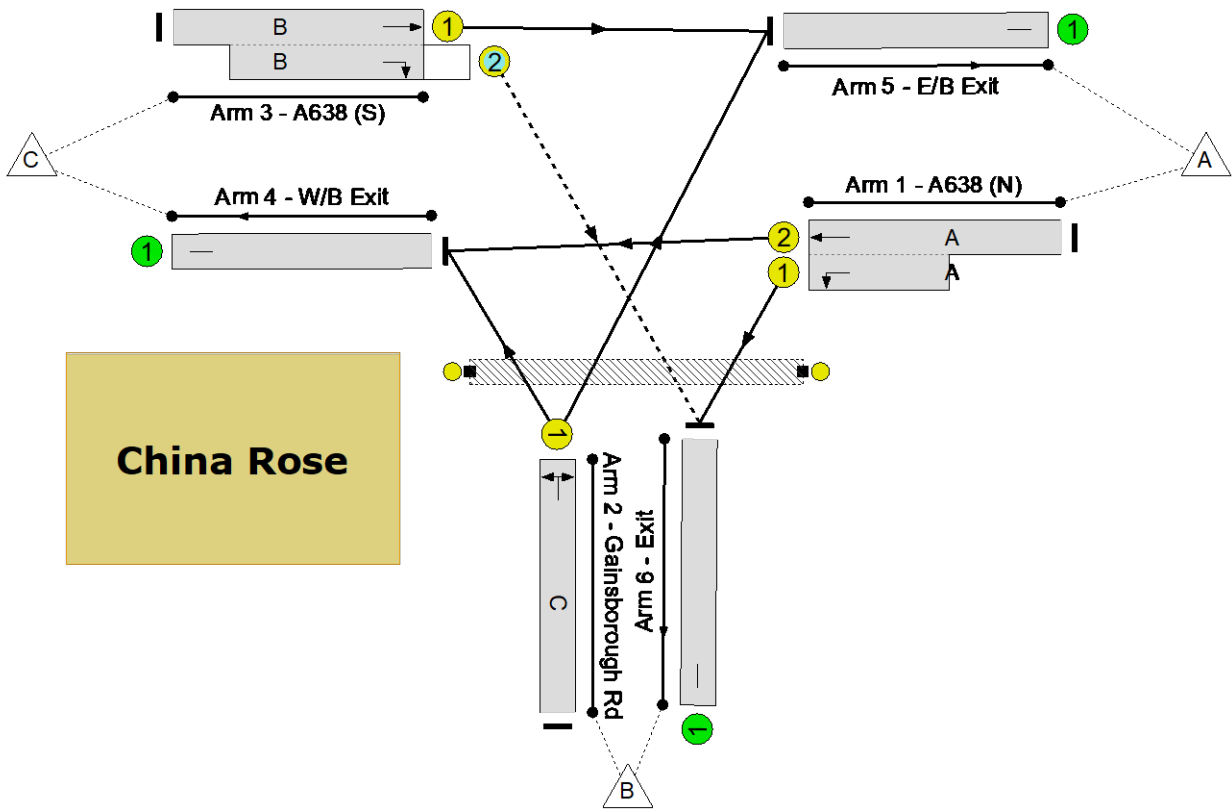 B
1
1
B
2
Arm 5 - E/B Exit
Arm 3 - A638 (S)
C
A
Arm 4 - W/B Exit
Arm 1 - A638 (N)
1
2
A
1
A
China Rose
1
Arm 2 - Gainsborough Rd
Arm 6 - Exit
C
1
B